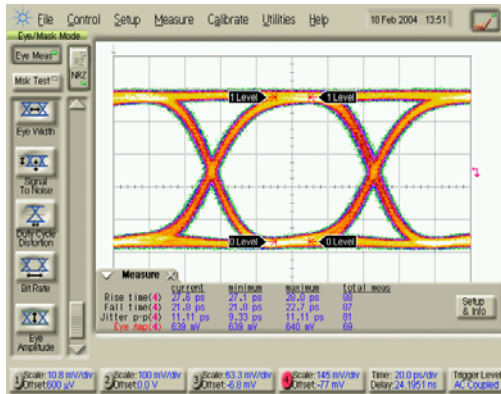 File Control Setup Measure Calibrate Utilities Help 18 Feb 2004 13:51
Eye/Mask Mode
Eye Meas
NRZ
Msk Test
Eye Width
Signal To Noise
Duty Cycle Distortion
Bit Rate
Eye Amplitude
1 Level 1 Level
0 Level 0 Level
Measure
current minimum maximum total meas
Rise time(4) 27.6 ps 27.1 ps 28.0 ps 88
Fall time(4) 21.8 ps 21.8 ps 22.7 ps 87
Jitter p-p(4) 11.11 ps 9.33 ps 11.11 ps 81
Eye Amp(4) 639 mV 639 mV 640 mV 69
Setup & Info
1 Scale:10.8 mV/div Offset:600 µV
2 Scale:100 mV/div Offset:0.0 V
3 Scale:63.3 mV/div Offset:-6.8 mV
4 Scale:145 mV/div Offset:-77 mV
Time: 20.0 ps/div Delay:24.1951 ns
Trigger Level AC Coupled